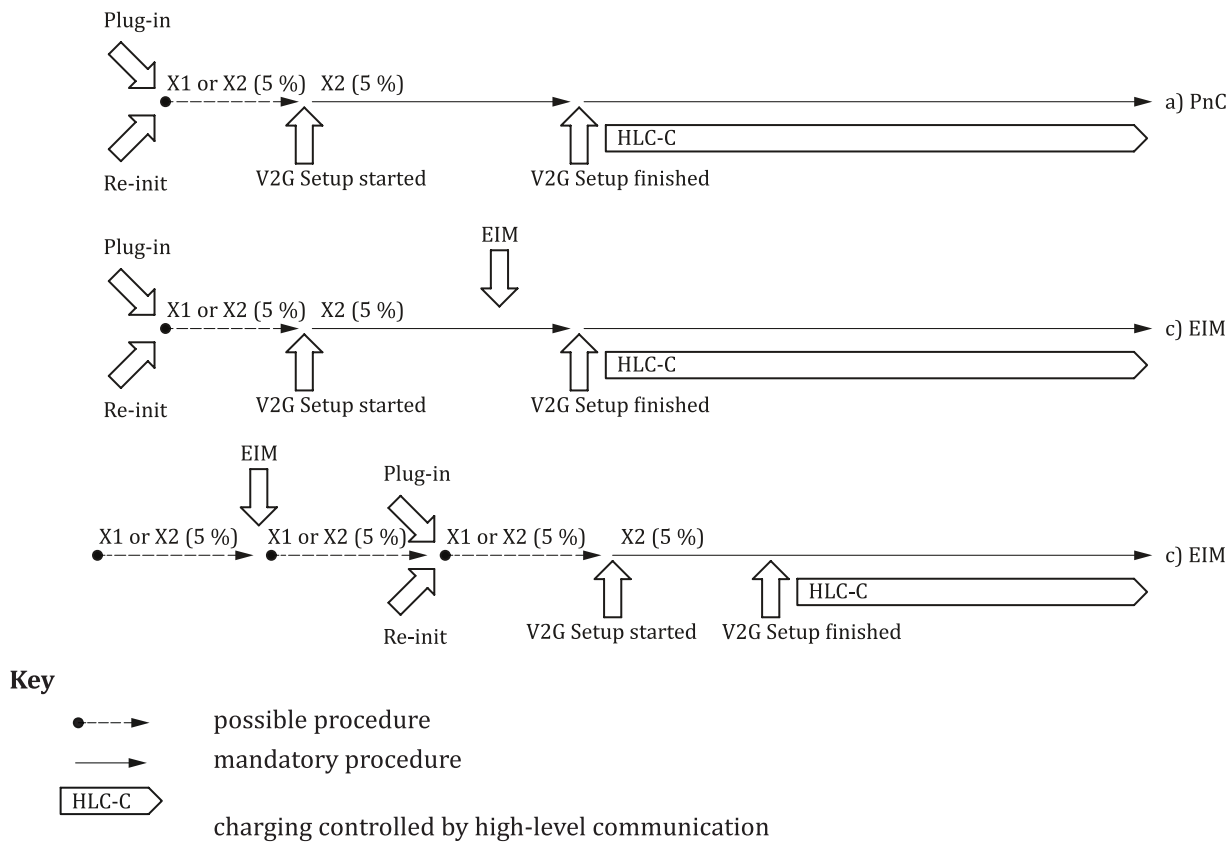 Plug-in
X1 or X2 (5 %)
X2 (5 %)
a) PnC
HLC-C
Re-init
V2G Setup started
V2G Setup finished
EIM
Plug-in
X1 or X2 (5 %)
X2 (5 %)
c) EIM
HLC-C
Re-init
V2G Setup started
V2G Setup finished
EIM
Plug-in
X1 or X2 (5 %)
X1 or X2 (5 %)
X1 or X2 (5 %)
X2 (5 %)
c) EIM
HLC-C
Re-init
V2G Setup started
V2G Setup finished
Key
possible procedure
mandatory procedure
HLC-C
charging controlled by high-level communication